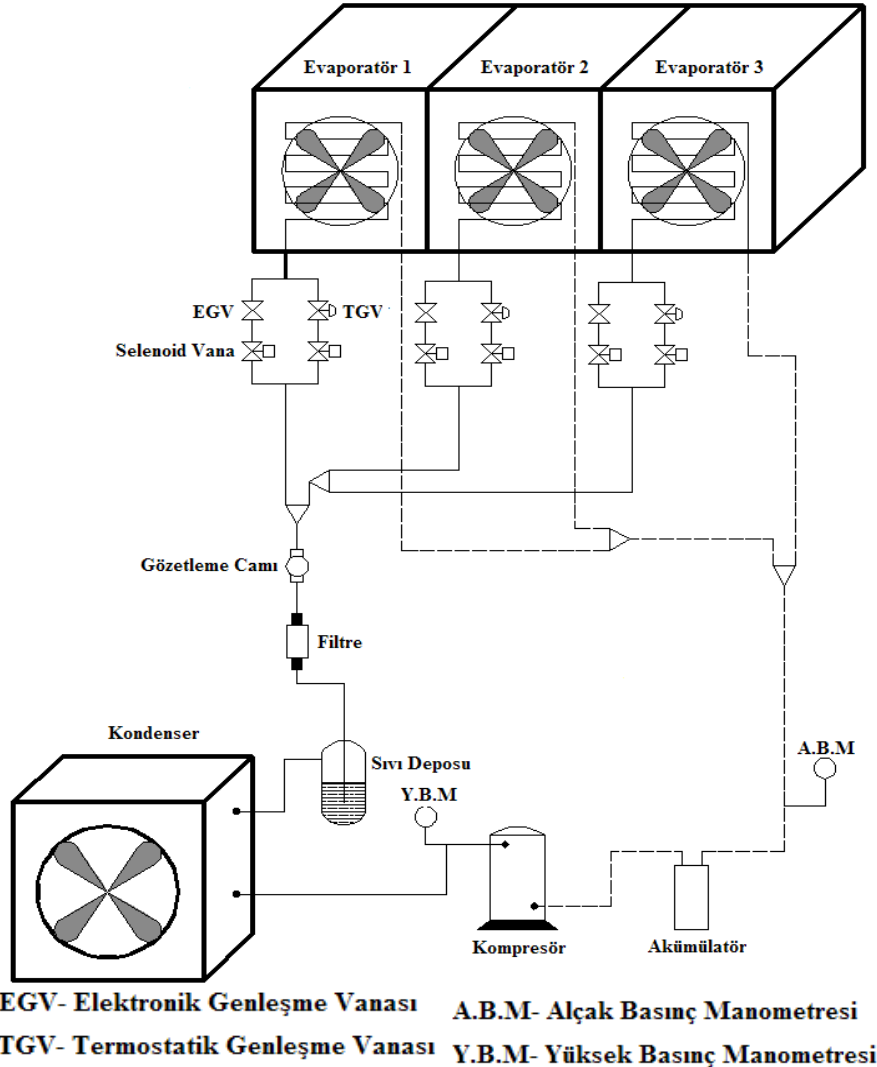 Evaporatör 1
Evaporatör 2
Evaporatör 3
EGV
TGV
Selenoid Vana
Gözetleme Camı
Filtre
Kondenser
Sıvı Deposu
Y.B.M
A.B.M
Kompresör
Akümülatör
EGV- Elektronik Genleşme Vanası
A.B.M- Alçak Basınç Manometresi
TGV- Termostatik Genleşme Vanası
Y.B.M- Yüksek Basınç Manometresi